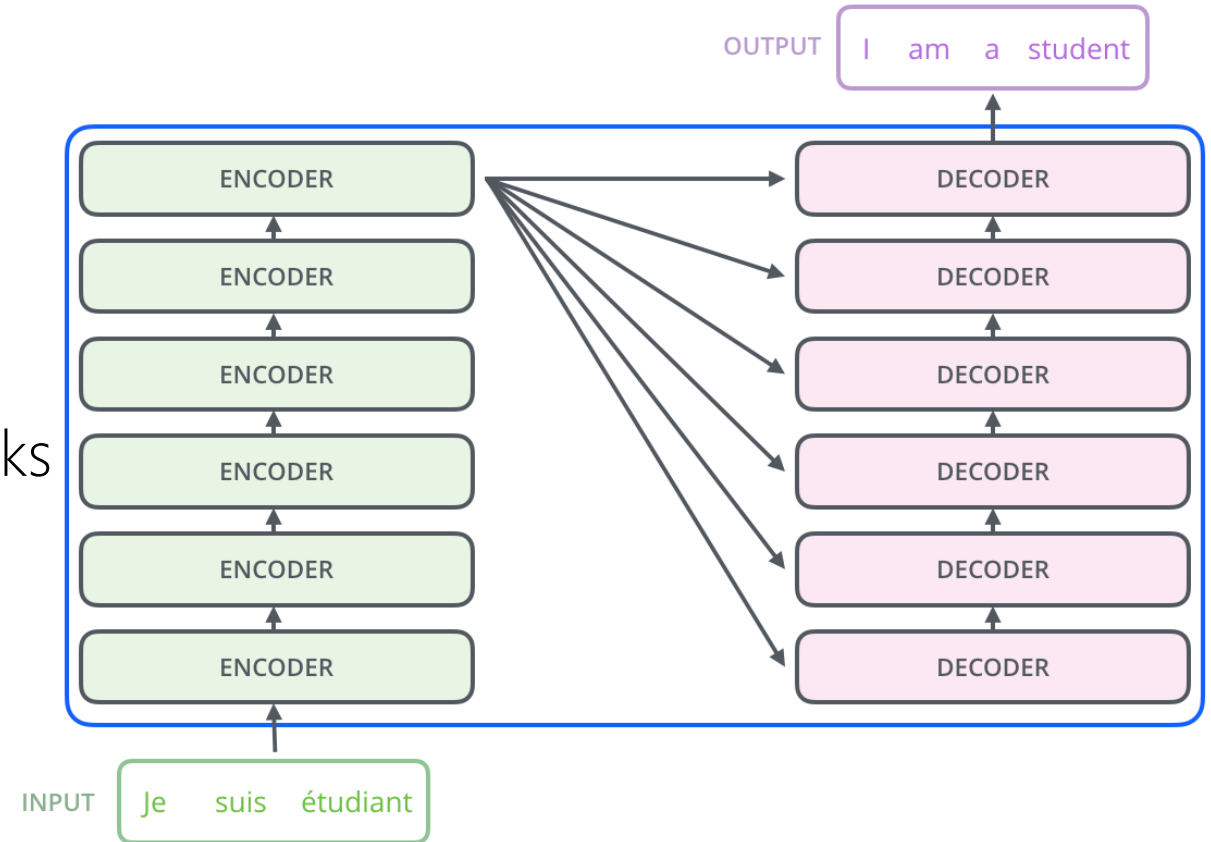 OUTPUT I am a student
ENCODER DECODER
ENCODER DECODER
ENCODER DECODER
ks
ENCODER DECODER
ENCODER DECODER
ENCODER DECODER
INPUT Je suis étudiant